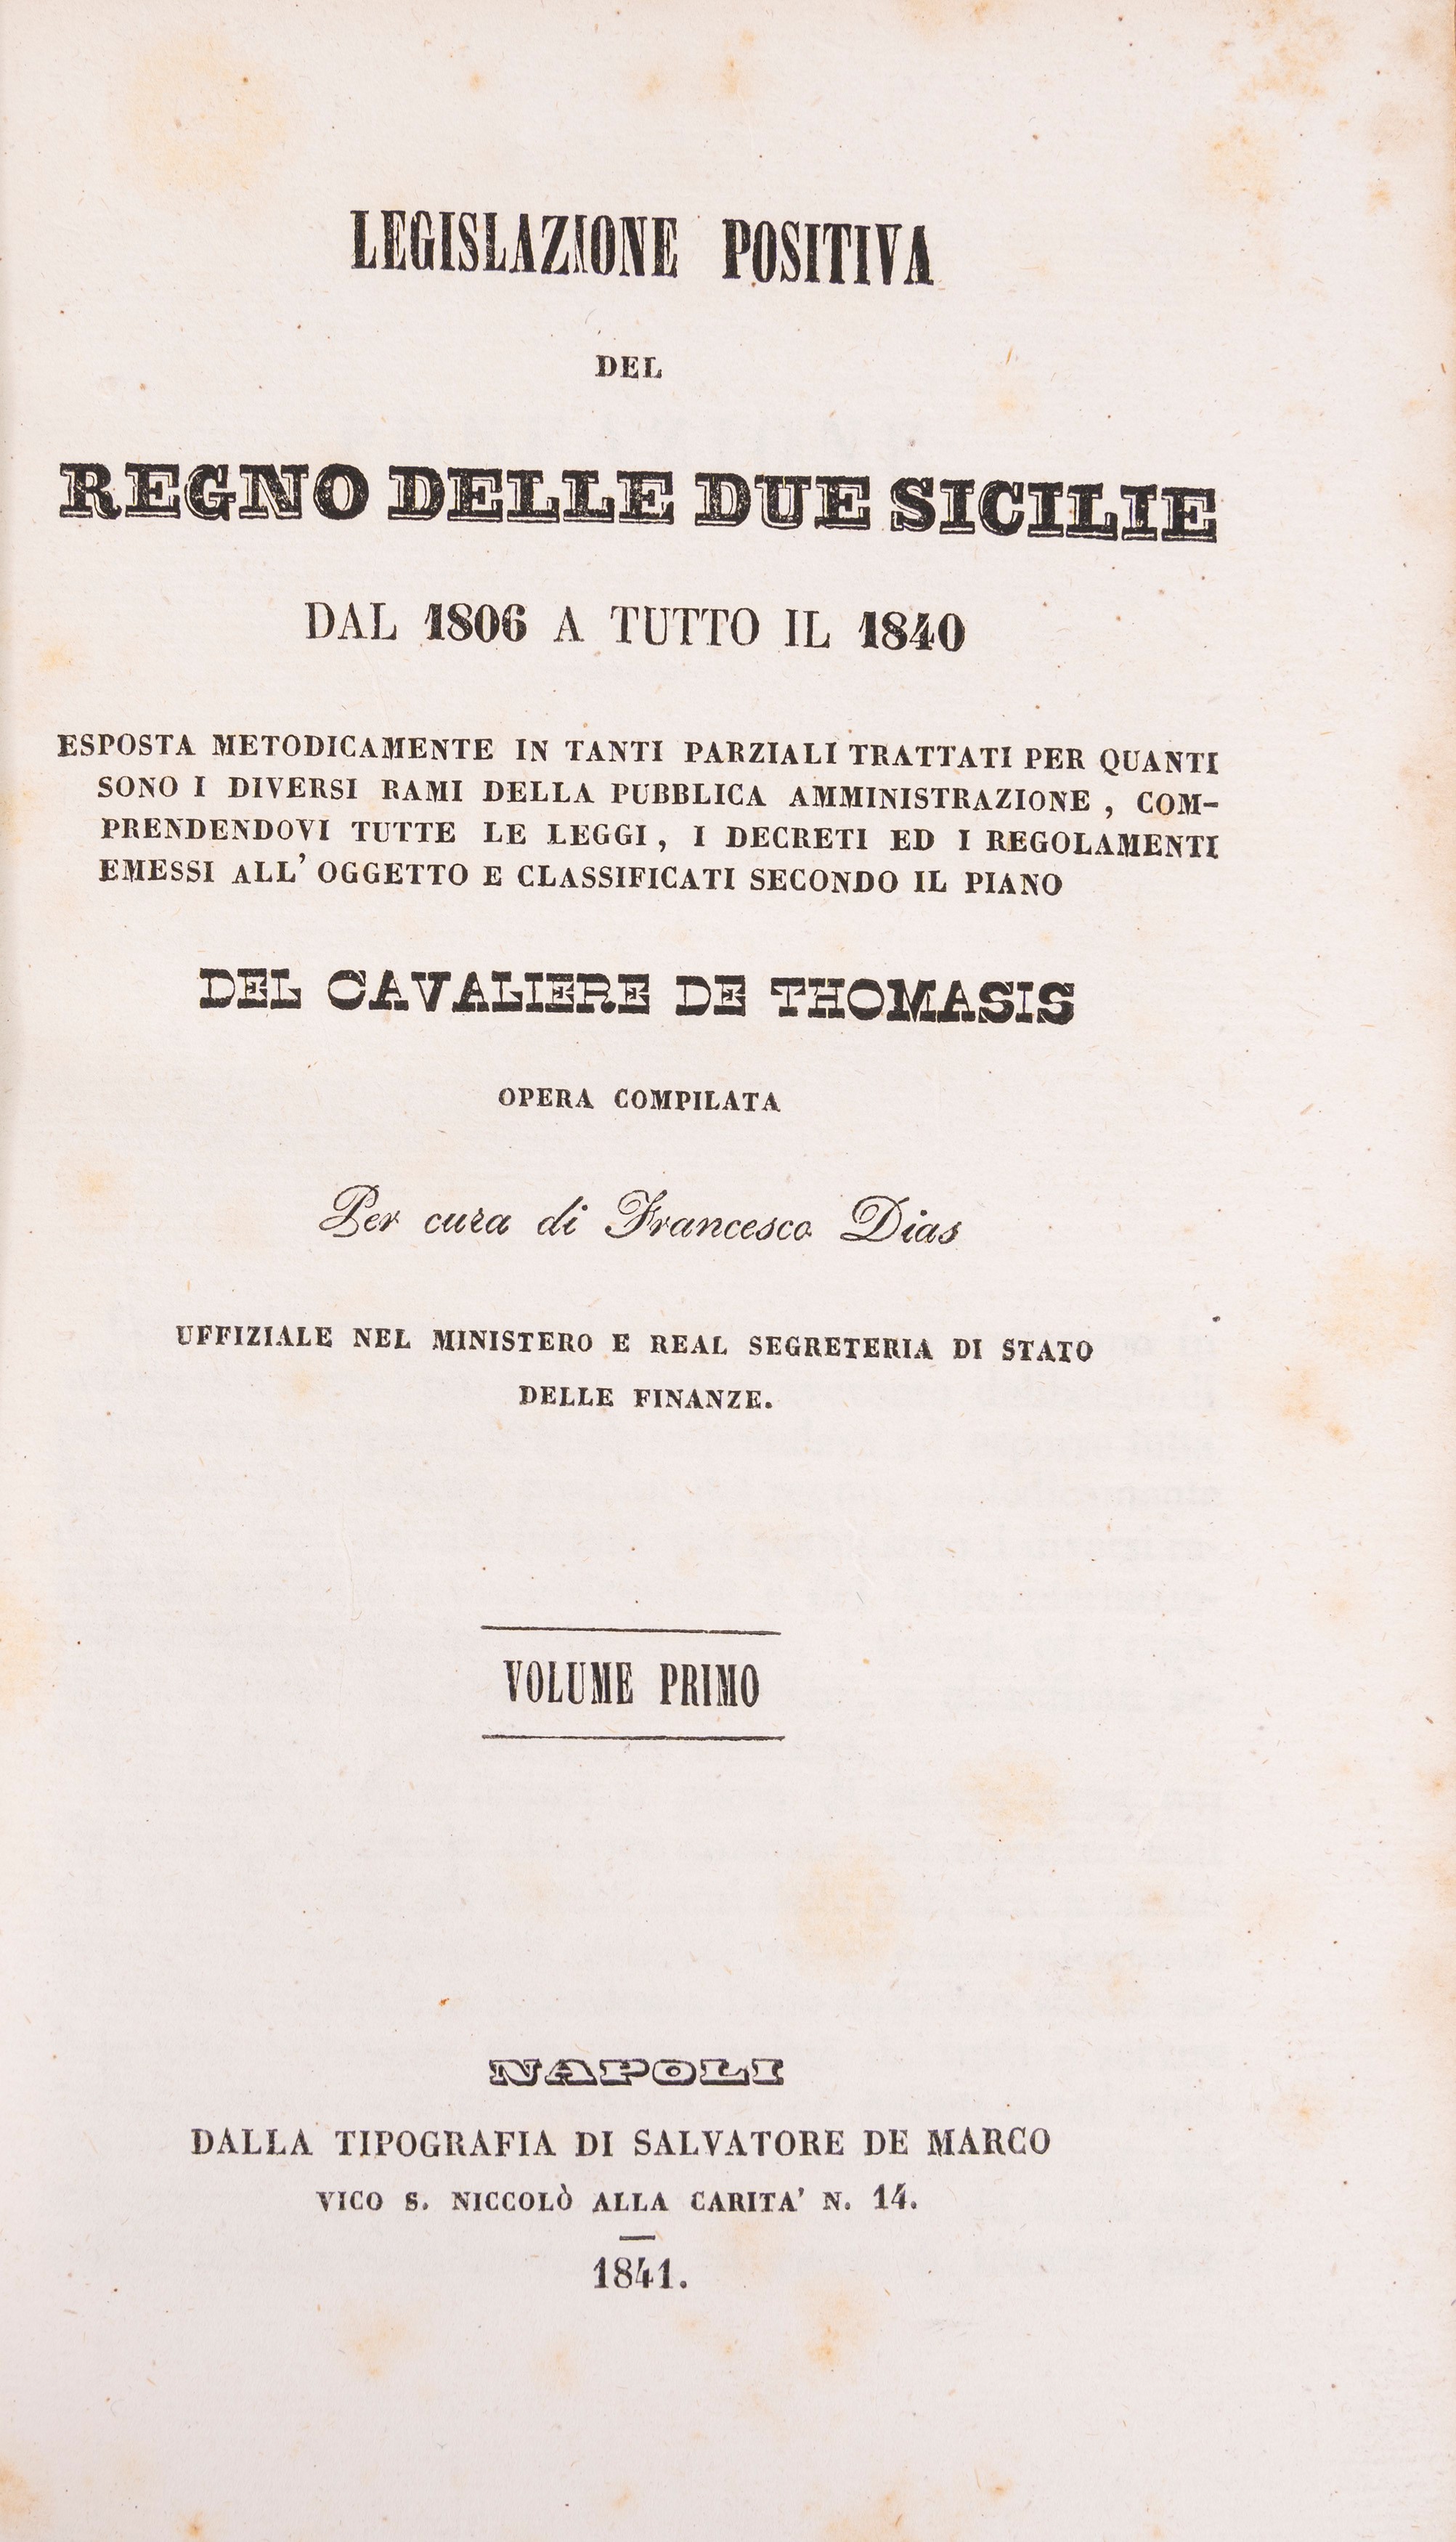 LEGISLAZIONE POSITIVA
DEL
REGNO DELLE DUE SICILIE
DAL 1806 A TUTTO IL 1840
ESPOSTA METODICAMENTE IN TANTI PARZIALI TRATTATI PER QUANTI
SONO I DIVERSI RAMI DELLA PUBBLICA AMMINISTRAZIONE , COM-
PRENDENDOVI TUTTE LE LEGGI , I DECRETI ED I REGOLAMENTI
EMESSI ALL' OGGETTO E CLASSIFICATI SECONDO IL PIANO
DEL CAVALIERE DE THOMASIS
OPERA COMPILATA
Per cura di Francesco Dias
UFFIZIALE NEL MINISTERO E REAL SEGRETERIA DI STATO
DELLE FINANZE.
VOLUME PRIMO
NAPOLI
DALLA TIPOGRAFIA DI SALVATORE DE MARCO
VICO S. NICCOLÒ ALLA CARITA' N. 14.
1841.